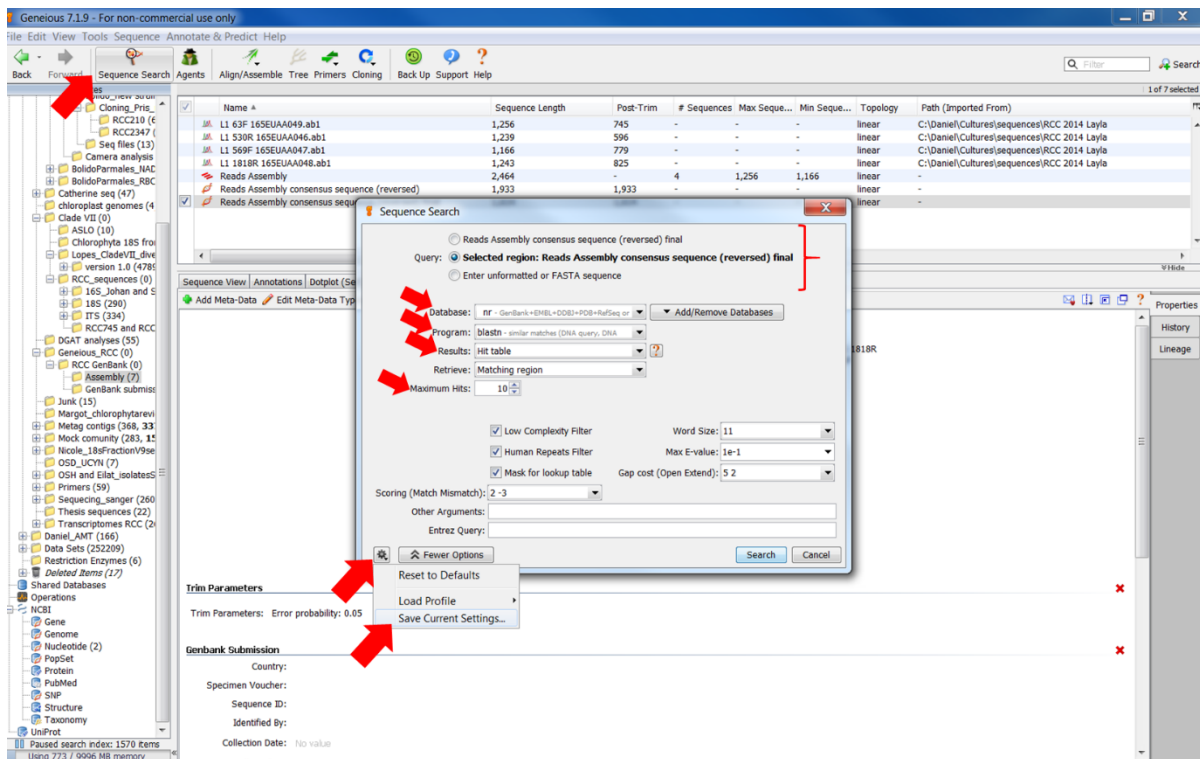 Geneious 7.1.9 - For non-commercial use only
File Edit View Tools Sequence Annotate & Predict Help
Back Forward Sequence Search Agents Align/Assemble Tree Primers Cloning Back Up Support Help
Filter Search
1 of 7 selected
Cloning_Pris_
RCC210 (6
RCC2347 (
Seq files (13)
Camera analysis
BolidoParmales_NAD
BolidoParmales_RBC
Catherine seq (47)
chloroplast genomes (4
Clade VII (0)
ASLO (10)
Chlorophyta 18S fro
Lopes_CladeVII_dive
version 1.0 (4789
RCC_sequences (0)
16S_Johan and S
18S (290)
ITS (334)
RCC745 and RCC
DGAT analyses (55)
Geneious_RCC (0)
RCC GenBank (0)
Assembly (7)
GenBank submiss
Junk (15)
Margot_chlorophytarevi
Metag contigs (368, 33
Mock comunity (283, 15
Nicole_18sFractionV9se
OSD_UCYN (7)
OSH and Eilat_isolatesS
Primers (59)
Sequecing_sanger (260
Thesis sequences (22)
Transcriptomes RCC (2
Daniel_AMT (166)
Data Sets (252209)
Restriction Enzymes (6)
Deleted Items (17)
Shared Databases
Operations
NCBI
Gene
Genome
Nucleotide (2)
PopSet
Protein
PubMed
SNP
Structure
Taxonomy
UniProt
Paused search index: 1570 items
Using 773 / 9996 MB memory
Name Sequence Length Post-Trim # Sequences Max Seque... Min Seque... Topology Path (Imported From)
L1 63F 165EUAA049.ab1 1,256 745 - - - linear C:\Daniel\Cultures\sequences\RCC 2014 Layla
L1 530R 165EUAA046.ab1 1,239 596 - - - linear C:\Daniel\Cultures\sequences\RCC 2014 Layla
L1 569F 165EUAA047.ab1 1,166 779 - - - linear C:\Daniel\Cultures\sequences\RCC 2014 Layla
L1 1818R 165EUAA048.ab1 1,243 825 - - - linear C:\Daniel\Cultures\sequences\RCC 2014 Layla
Reads Assembly 2,464 - 4 1,256 1,166 linear -
Reads Assembly consensus sequence (reversed) 1,933 1,933 - - - linear -
Reads Assembly consensus sequ linear -
Hide
Sequence View Annotations Dotplot (Se
Add Meta-Data Edit Meta-Data Typ
Properties
History
Lineage
1818R
Sequence Search
Reads Assembly consensus sequence (reversed) final
Query: Selected region: Reads Assembly consensus sequence (reversed) final
Enter unformatted or FASTA sequence
Database: nr - GenBank+EMBL+DDBJ+PDB+RefSeq or Add/Remove Databases
Program: blastn - similar matches (DNA query, DNA
Results: Hit table
Retrieve: Matching region
Maximum Hits: 10
Low Complexity Filter Word Size: 11
Human Repeats Filter Max E-value: 1e-1
Mask for lookup table Gap cost (Open Extend): 5 2
Scoring (Match Mismatch): 2 -3
Other Arguments:
Entrez Query:
Fewer Options Search Cancel
Reset to Defaults
Load Profile
Save Current Settings...
Trim Parameters
Trim Parameters: Error probability: 0.05
Genbank Submission
Country:
Specimen Voucher:
Sequence ID:
Identified By:
Collection Date: No value